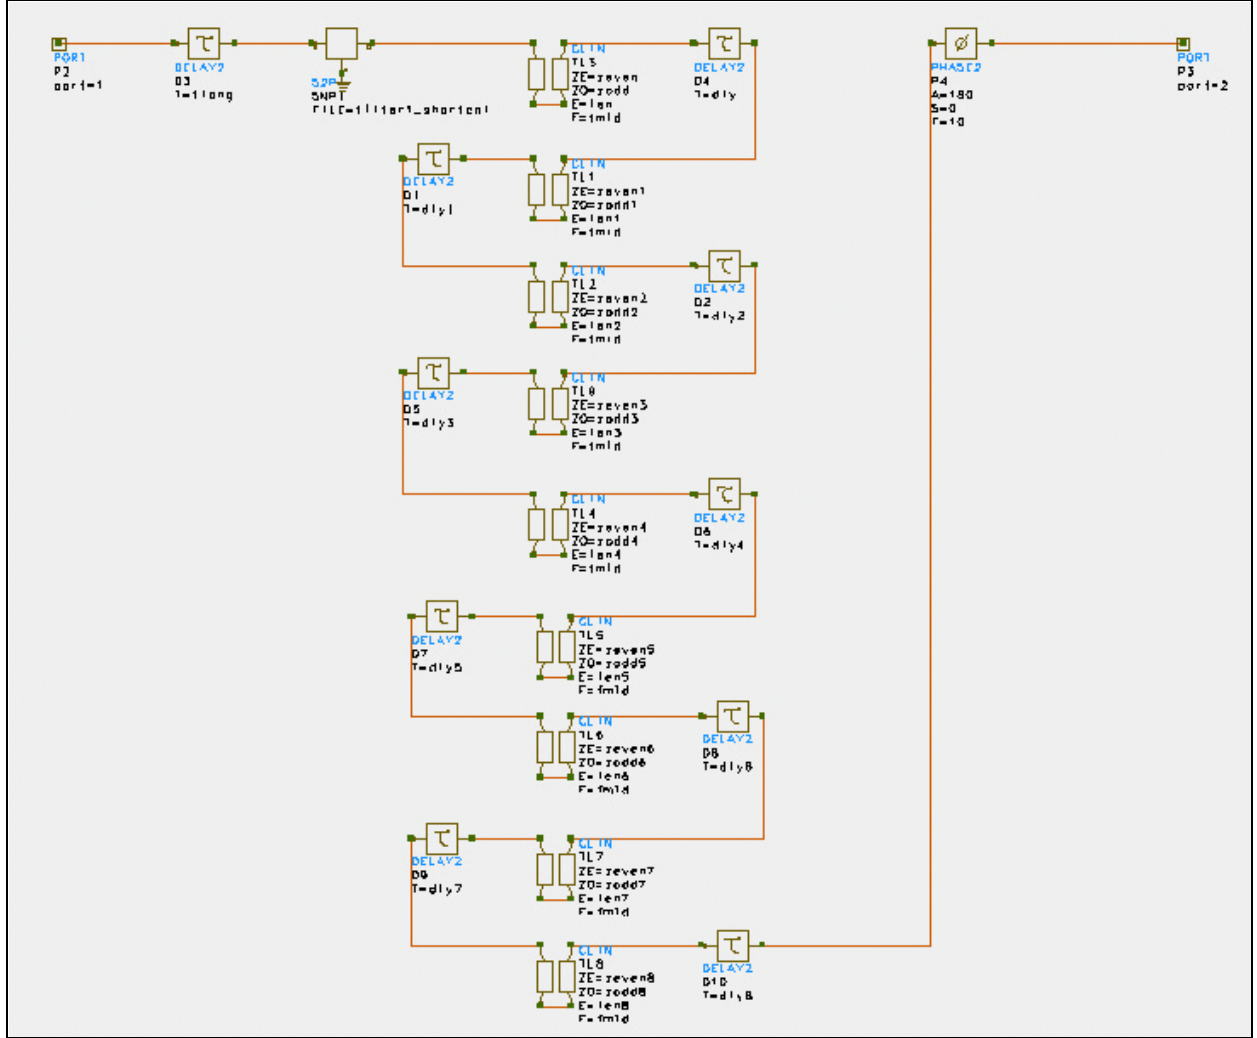 PORT
P2
port=1
DELAY2
D3
T=tlong
S2P
SNP1
CLIN
TL3
ZE=zeven
ZO=zodd
E=len
F=fmid
DELAY2
D4
T=dly
PHASE2
P4
A=180
S=0
F=10
PORT
P3
port=2
DELAY2
D1
T=dly1
CLIN
TL1
ZE=zeven1
ZO=zodd1
E=len1
F=fmid
CLIN
TL2
ZE=zeven2
ZO=zodd2
E=len2
F=fmid
DELAY2
D2
T=dly2
DELAY2
D5
T=dly3
CLIN
ZE=zeven3
ZO=zodd3
E=len3
F=fmid
CLIN
TL4
ZE=zeven4
ZO=zodd4
E=len4
F=fmid
DELAY2
D6
T=dly4
DELAY2
D7
T=dly5
CLIN
TL5
ZE=zeven5
ZO=zodd5
E=len5
F=fmid
CLIN
TL6
ZE=zeven6
ZO=zodd6
E=len6
F=fmid
DELAY2
D8
DELAY2
D9
T=dly7
CLIN
TL7
ZE=zeven7
ZO=zodd7
E=len7
F=fmid
CLIN
TL8
ZE=zeven8
ZO=zodd8
E=len8
F=fmid
DELAY2
D10
T=dly8